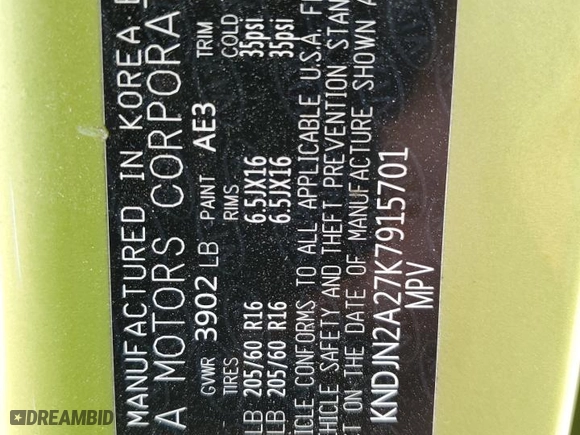 MANUFACTURED IN KOREA
A MOTORS CORPORA
GVWR 3902 LB PAINT AE3 TRIM
TIRES RIMS COLD
LB 205/60 R16 6.5JX16 35psi
LB 205/60 R16 6.5JX16 35psi
ICLE CONFORMS TO ALL APPLICABLE U.S.A. F
HICLE SAFETY AND THEFT PREVENTION STAN
T ON THE DATE OF MANUFACTURE SHOWN A
KNDJN2A27K7915701
MPV
DREAMBID